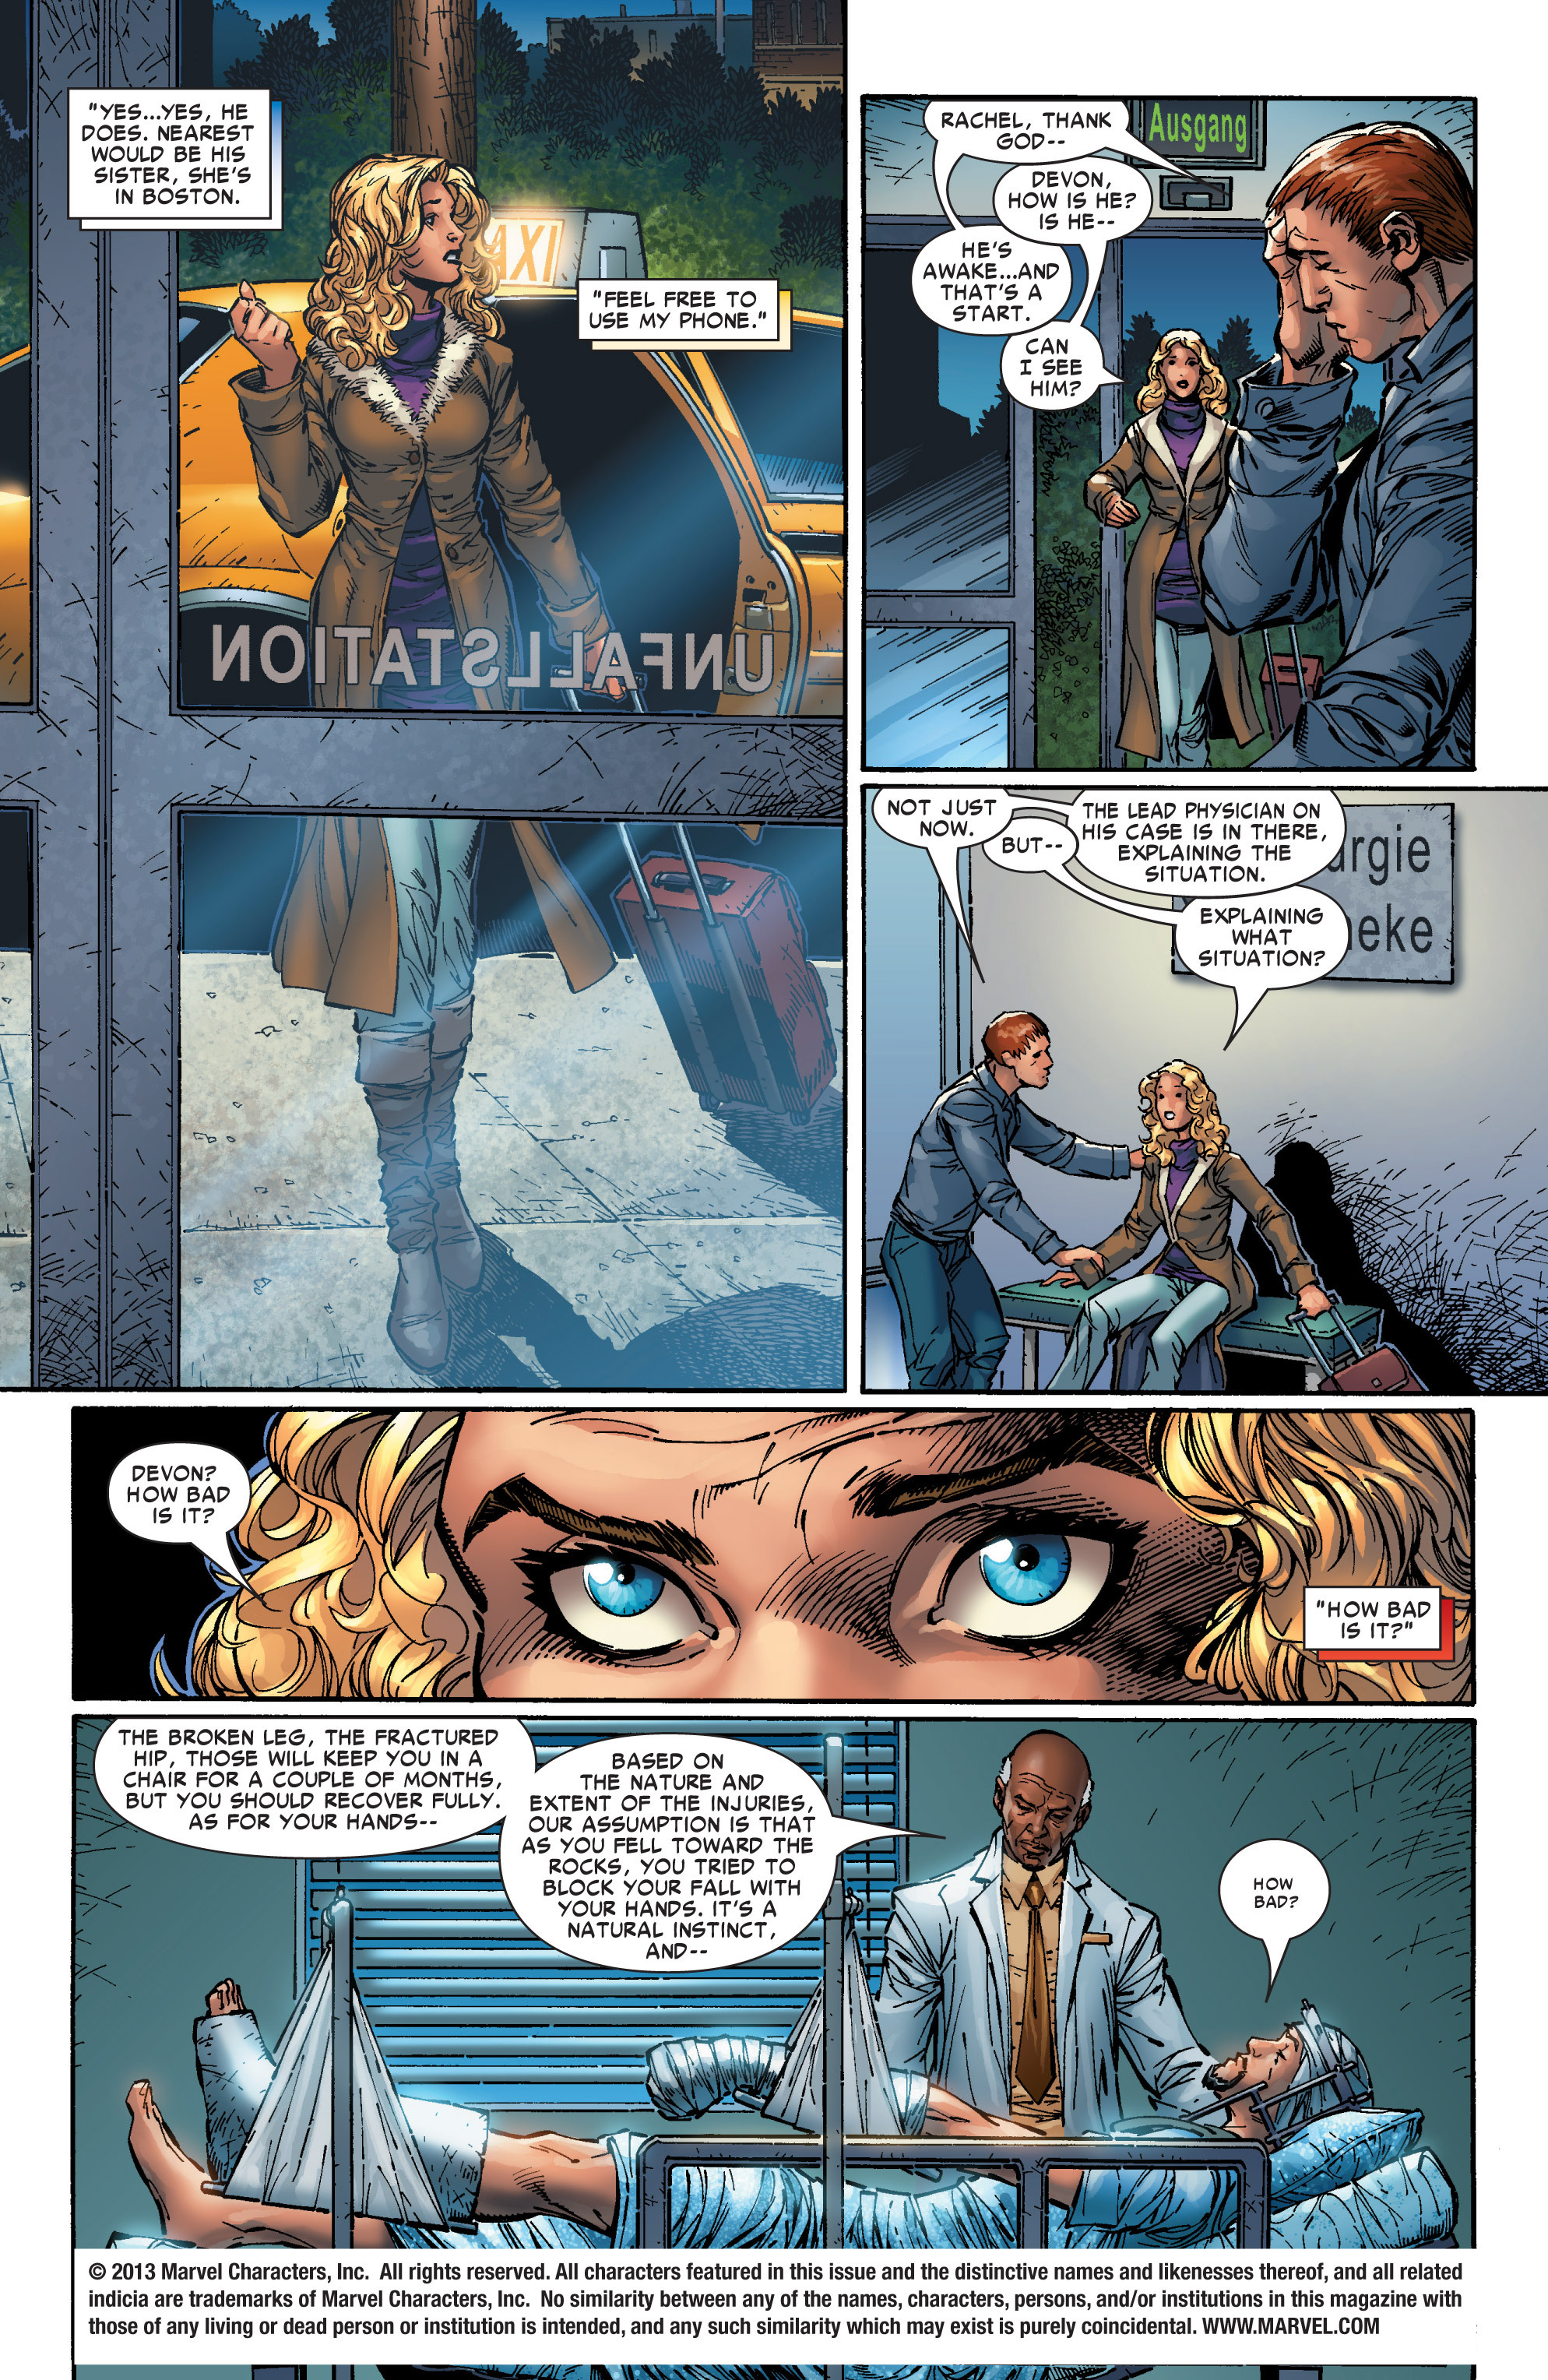 "YES...YES, HE
DOES. NEAREST
WOULD BE HIS
SISTER, SHE'S
IN BOSTON.
AXI
"FEEL FREE TO
USE MY PHONE."
UNFALLSTATION
Ausgang
RACHEL, THANK
GOD--
DEVON,
HOW IS HE?
IS HE--
HE'S
AWAKE...AND
THAT'S A
START.
CAN
I SEE
HIM?
NOT JUST
NOW.
BUT--
THE LEAD PHYSICIAN ON
HIS CASE IS IN THERE,
EXPLAINING THE
SITUATION.
EXPLAINING
WHAT
SITUATION?
urgie
eke
DEVON?
HOW BAD
IS IT?
"HOW BAD
IS IT?"
THE BROKEN LEG, THE FRACTURED
HIP, THOSE WILL KEEP YOU IN A
CHAIR FOR A COUPLE OF MONTHS,
BUT YOU SHOULD RECOVER FULLY.
AS FOR YOUR HANDS--
BASED ON
THE NATURE AND
EXTENT OF THE INJURIES,
OUR ASSUMPTION IS THAT
AS YOU FELL TOWARD THE
ROCKS, YOU TRIED TO
BLOCK YOUR FALL WITH
YOUR HANDS. IT'S A
NATURAL INSTINCT,
AND--
HOW
BAD?
© 2013 Marvel Characters, Inc. All rights reserved. All characters featured in this issue and the distinctive names and likenesses thereof, and all related
indicia are trademarks of Marvel Characters, Inc. No similarity between any of the names, characters, persons, and/or institutions in this magazine with
those of any living or dead person or institution is intended, and any such similarity which may exist is purely coincidental. WWW.MARVEL.COM